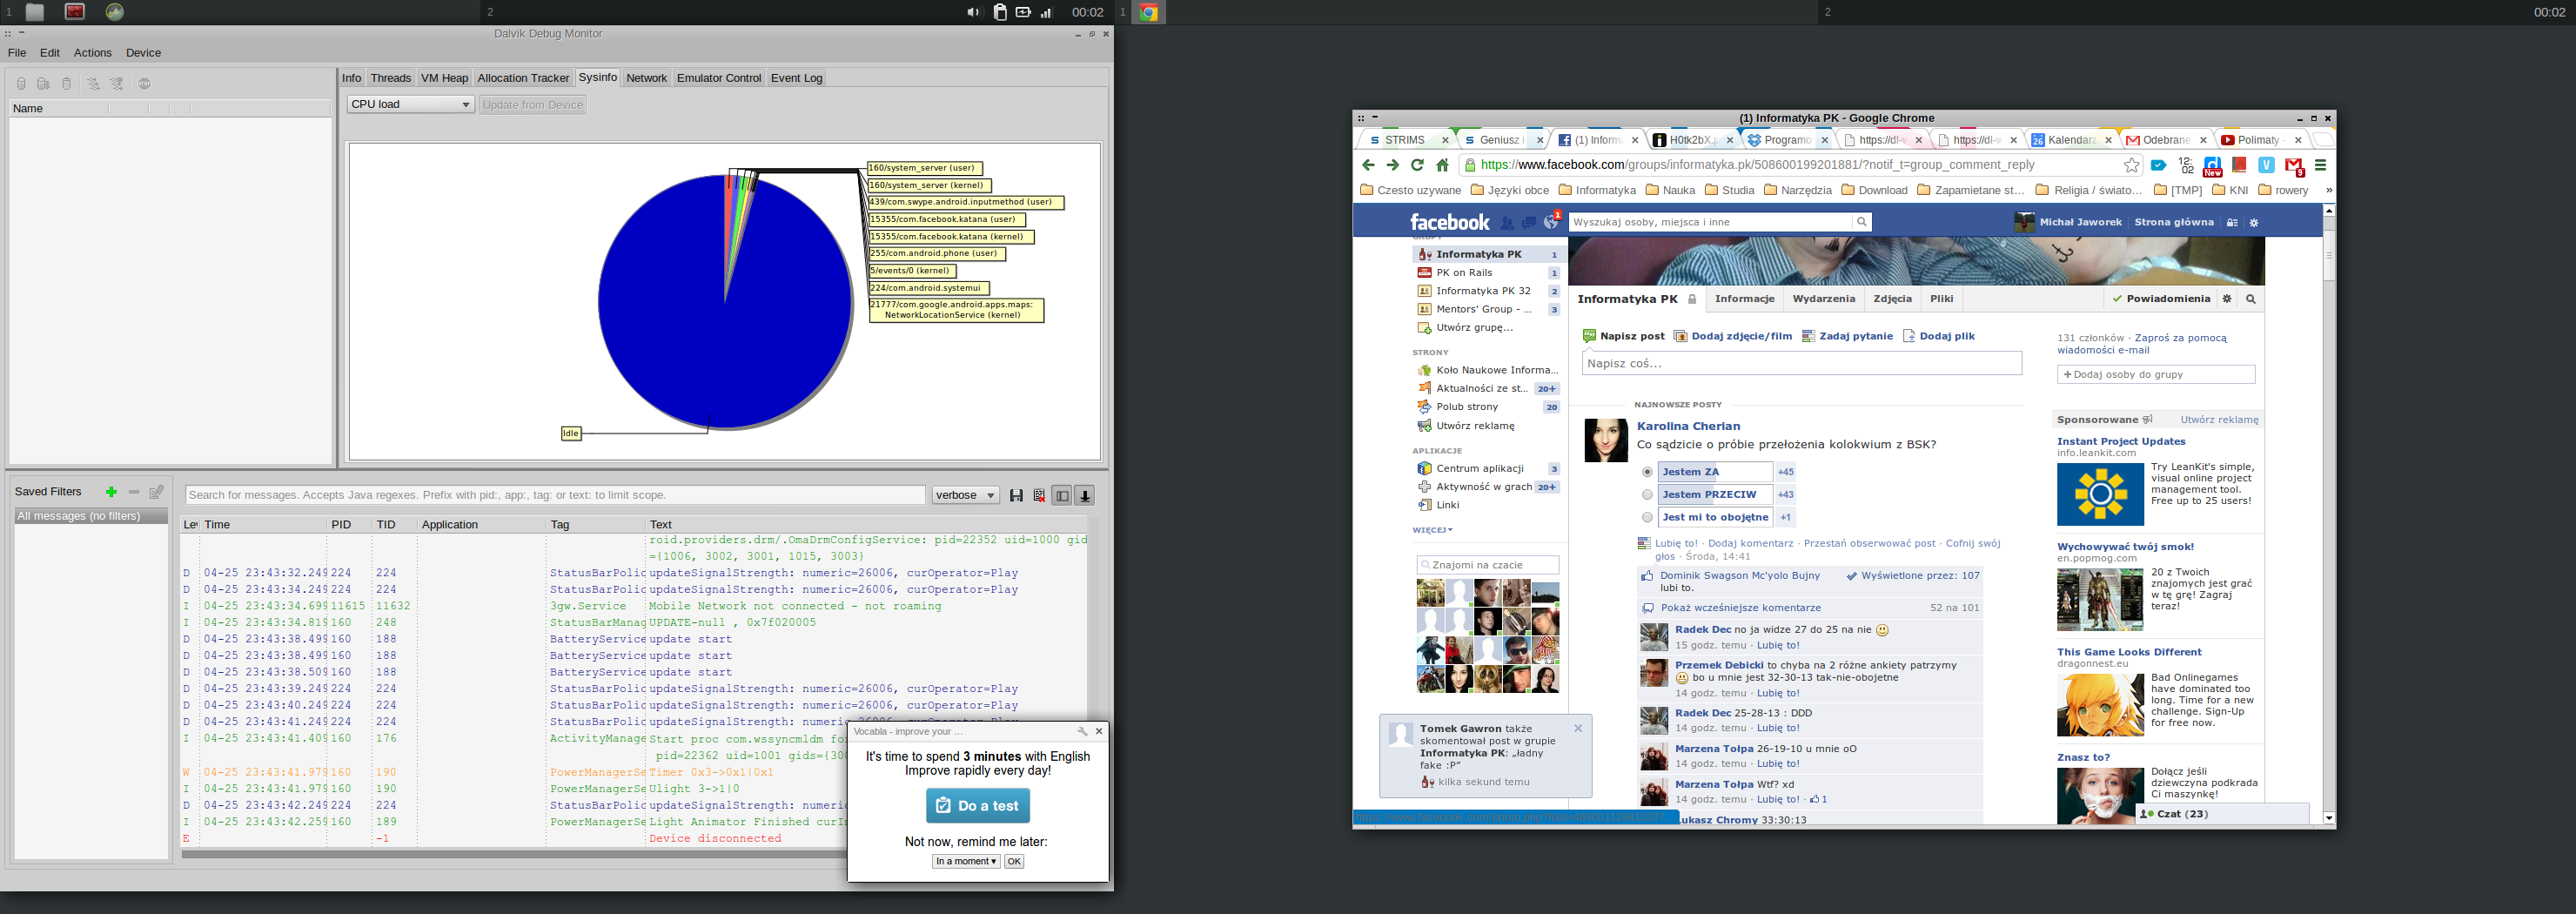 1
2
00:02
1
2
00:02
Dalvik Debug Monitor
File Edit Actions Device
Name
Info Threads VM Heap Allocation Tracker Sysinfo Network Emulator Control Event Log
CPU load Update from Device
160/system_server (user)
160/system_server (kernel)
439/com.swype.android.inputmethod (user)
15355/com.facebook.katana (user)
15355/com.facebook.katana (kernel)
255/com.android.phone (user)
5/events/0 (kernel)
224/com.android.systemui
21777/com.google.android.apps.maps:
NetworkLocationService (kernel)
Idle
Saved Filters
All messages (no filters)
Search for messages. Accepts Java regexes. Prefix with pid:, app:, tag: or text: to limit scope.
verbose
Time PID TID Application Tag Text
roid.providers.drm/.OmaDrmConfigService: pid=22352 uid=1000 gid
={1006, 3002, 3001, 1015, 3003}
D 04-25 23:43:32.249 224 224 StatusBarPolic updateSignalStrength: numeric=26006, curOperator=Play
D 04-25 23:43:34.249 224 224 StatusBarPolic updateSignalStrength: numeric=26006, curOperator=Play
I 04-25 23:43:34.699 11615 11632 3gw.Service Mobile Network not connected - not roaming
I 04-25 23:43:34.819 160 248 StatusBarManag UPDATE-null , 0x7f020005
D 04-25 23:43:38.499 160 188 BatteryService update start
D 04-25 23:43:38.499 160 188 BatteryService update start
D 04-25 23:43:38.509 160 188 BatteryService update start
D 04-25 23:43:39.249 224 224 StatusBarPolic updateSignalStrength: numeric=26006, curOperator=Play
D 04-25 23:43:40.249 224 224 StatusBarPolic updateSignalStrength: numeric=26006, curOperator=Play
D 04-25 23:43:41.249 224 224 StatusBarPolic updateSignalStrength: numeric=26006, curOperator=Play
I 04-25 23:43:41.409 160 176 ActivityManage Start proc com.wssyncmldm fo
pid=22362 uid=1001 gids={300
W 04-25 23:43:41.979 160 190 PowerManagerSe Timer 0x3->0x1|0x1
I 04-25 23:43:41.979 160 190 PowerManagerSe Ulight 3->1|0
D 04-25 23:43:42.249 224 224 StatusBarPolic updateSignalStrength: numeric
I 04-25 23:43:42.259 160 189 PowerManagerSe Light Animator Finished curIn
E -1 Device disconnected
Vocabla - improve your ...
It's time to spend 3 minutes with English
Improve rapidly every day!
Do a test
Not now, remind me later:
In a moment OK
(1) Informatyka PK - Google Chrome
STRIMS Geniusz i (1) Inform H0tk2bX. Programo https://dl-w https://dl-w Kalendarz Odebrane Polimaty -
https://www.facebook.com/groups/informatyka.pk/508600199201881/?notif_t=group_comment_reply
12:02 New 9
Często używane Języki obce Informatyka Nauka Studia Narzędzia Download Zapamiętane st... Religia / świato... [TMP] KNI rowery »
facebook 1 Wyszukaj osoby, miejsca i inne Michał Jaworek Strona główna
GRUPY
Informatyka PK 1
PK on Rails 1
Informatyka PK 32 2
Mentors' Group - ... 3
Utwórz grupę...
STRONY
Koło Naukowe Informa...
Aktualności ze st... 20+
Polub strony 20
Utwórz reklamę
APLIKACJE
Centrum aplikacji 3
Aktywność w grach 20+
Linki
WIĘCEJ
Znajomi na czacie
Informatyka PK Informacje Wydarzenia Zdjęcia Pliki Powiadomienia
Napisz post Dodaj zdjęcie/film Zadaj pytanie Dodaj plik
Napisz coś...
NAJNOWSZE POSTY
Karolina Cherian
Co sądzicie o próbie przełożenia kolokwium z BSK?
Jestem ZA +45
Jestem PRZECIW +43
Jest mi to obojętne +1
Lubię to! · Dodaj komentarz · Przestań obserwować post · Cofnij swój
głos · Środa, 14:41
Dominik Swagson Mc'yolo Bujny
lubi to.
Wyświetlone przez: 107
Pokaż wcześniejsze komentarze 52 na 101
Radek Dec no ja widze 27 do 25 na nie
15 godz. temu · Lubię to!
Przemek Debicki to chyba na 2 różne ankiety patrzymy
bo u mnie jest 32-30-13 tak-nie-obojetne
14 godz. temu · Lubię to!
Radek Dec 25-28-13 : DDD
14 godz. temu · Lubię to!
Marzena Tołpa 26-19-10 u mnie oO
14 godz. temu · Lubię to!
Marzena Tołpa Wtf? xd
14 godz. temu · Lubię to! · 1
Łukasz Chromy 33:30:13
131 członków · Zaproś za pomocą
wiadomości e-mail
+ Dodaj osoby do grupy
Sponsorowane Utwórz reklamę
Instant Project Updates
info.leankit.com
Try LeanKit's simple,
visual online project
management tool.
Free up to 25 users!
Wychowywać twój smok!
en.popmog.com
20 z Twoich
znajomych jest grać
w tę grę! Zagraj
teraz!
This Game Looks Different
dragonnest.eu
Bad Onlinegames
have dominated too
long. Time for a new
challenge. Sign-Up
for free now.
Znasz to?
Dołącz jeśli
dziewczyna podkrada
Ci maszynkę!
Czat (23)
Tomek Gawron także
skomentował post w grupie
Informatyka PK: „ładny
fake :P”
kilka sekund temu